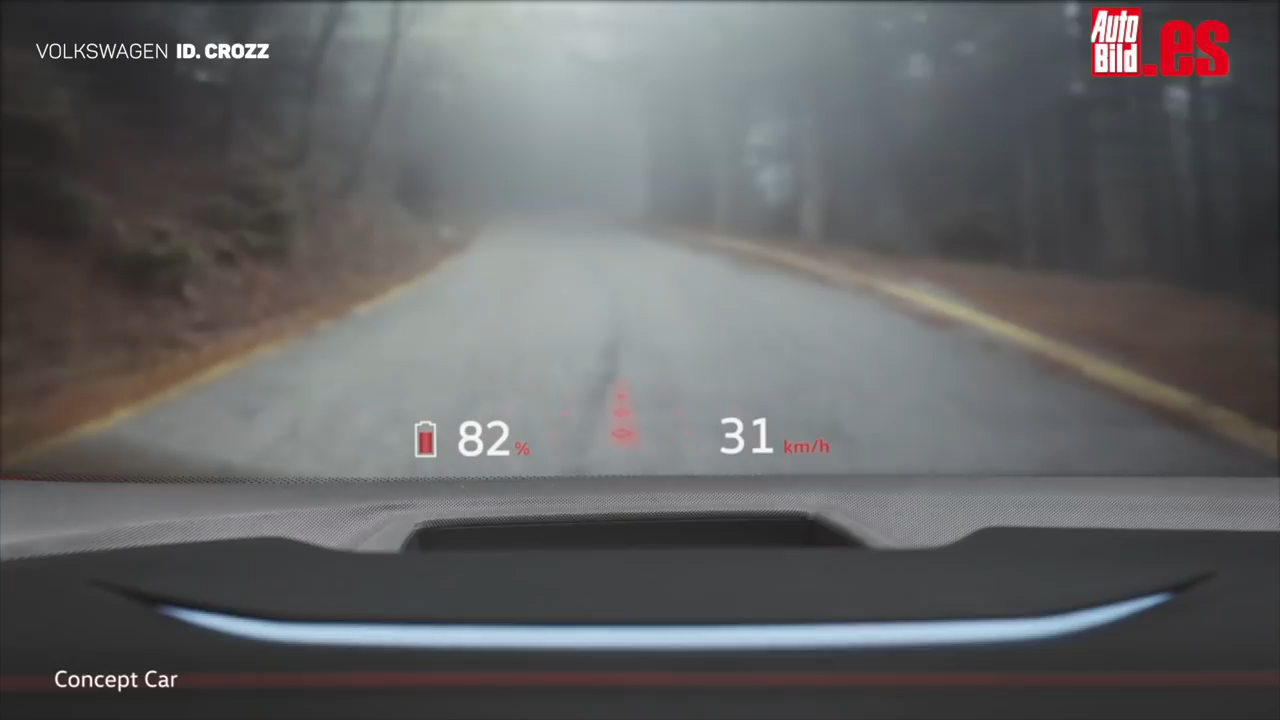 VOLKSWAGEN ID. CROZZ
Auto
Bild.es
82 %
31 km/h
Concept Car